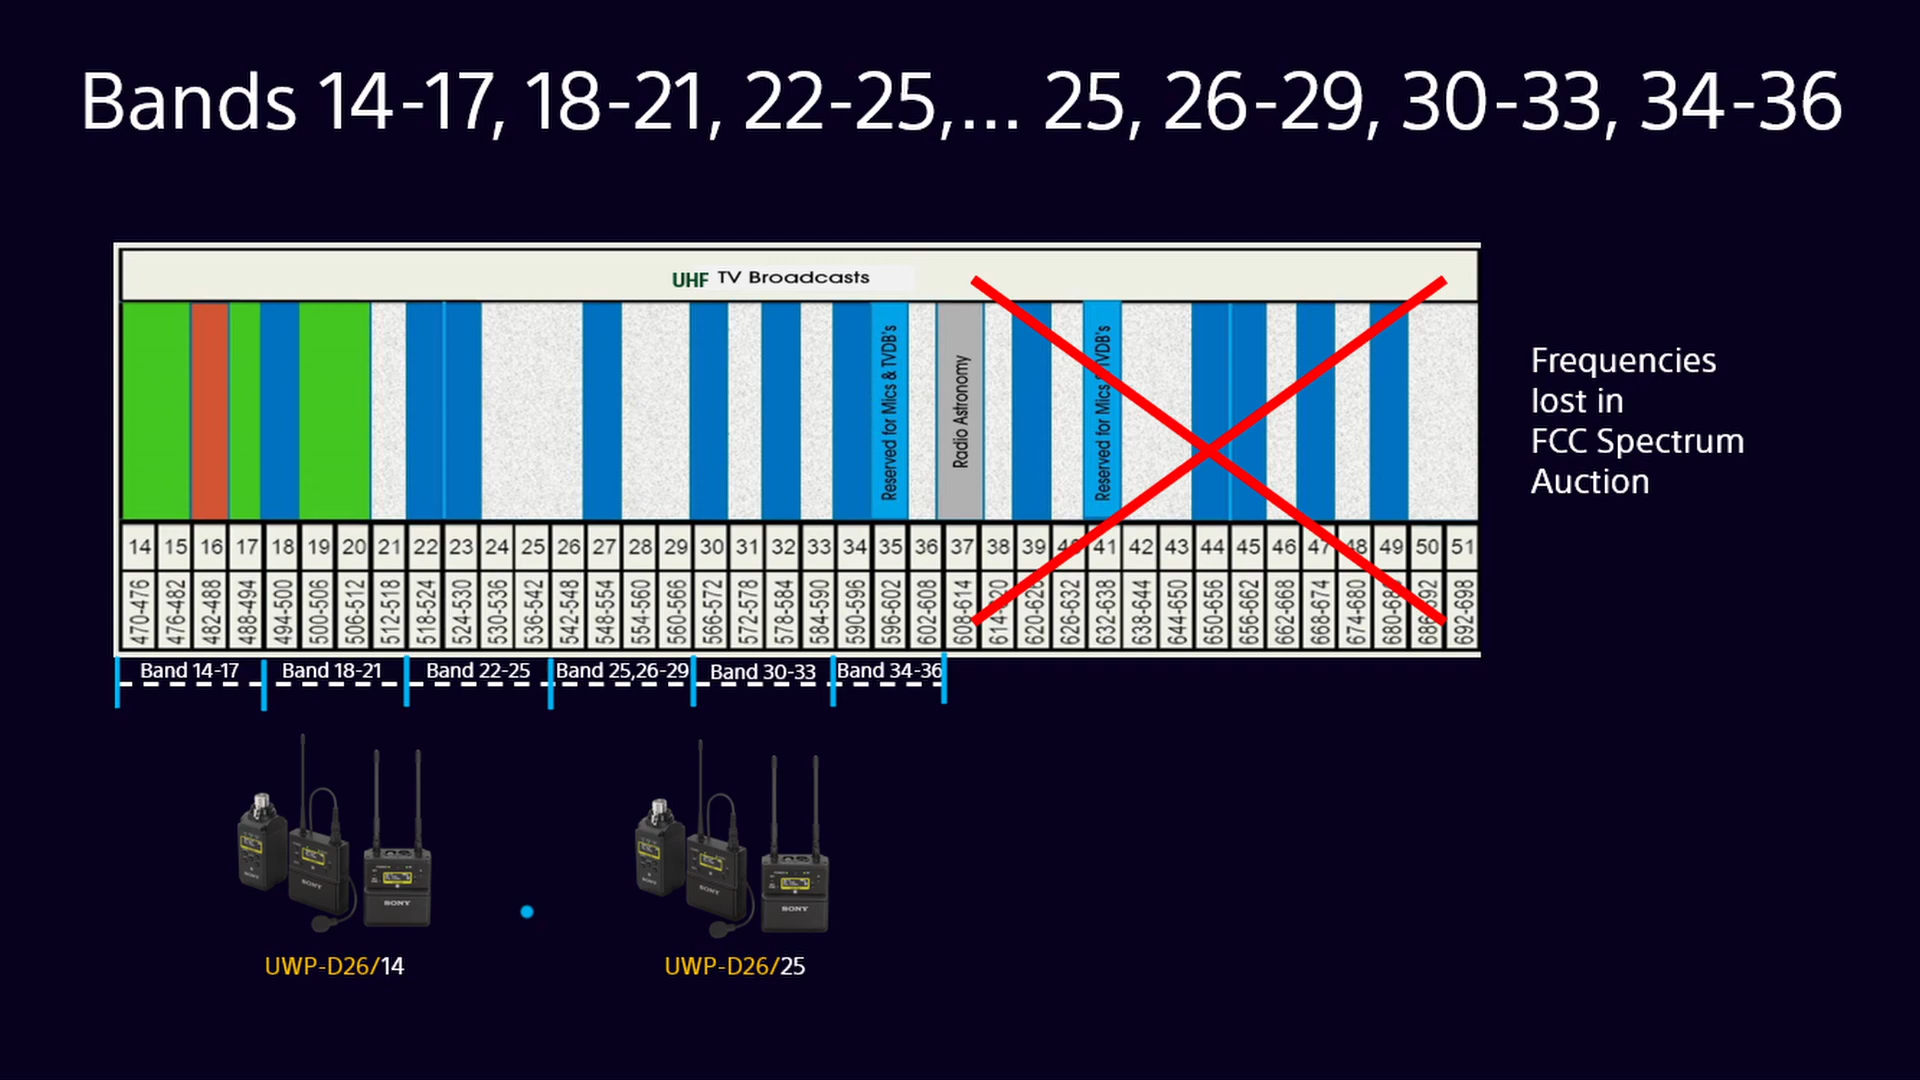 Bands 14-17, 18-21, 22-25,... 25, 26-29, 30-33, 34-36
UHF TV Broadcasts
Reserved for Mics & TVDB's
Radio Astronomy
Reserved for Mics & TVDB's
Frequencies
lost in
FCC Spectrum
Auction
14 15 16 17 18 19 20 21 22 23 24 25 26 27 28 29 30 31 32 33 34 35 36 37 38 39 40 41 42 43 44 45 46 47 48 49 50 51
470-476 476-482 482-488 488-494 494-500 500-506 506-512 512-518 518-524 524-530 530-536 536-542 542-548 548-554 554-560 560-566 566-572 572-578 578-584 584-590 590-596 596-602 602-608 608-614 620-626 626-632 632-638 638-644 644-650 650-656 656-662 662-668 668-674 674-680 692-698
Band 14-17 Band 18-21 Band 22-25 Band 25,26-29 Band 30-33 Band 34-36
SONY SONY SONY SONY SONY SONY
UWP-D26/14 UWP-D26/25